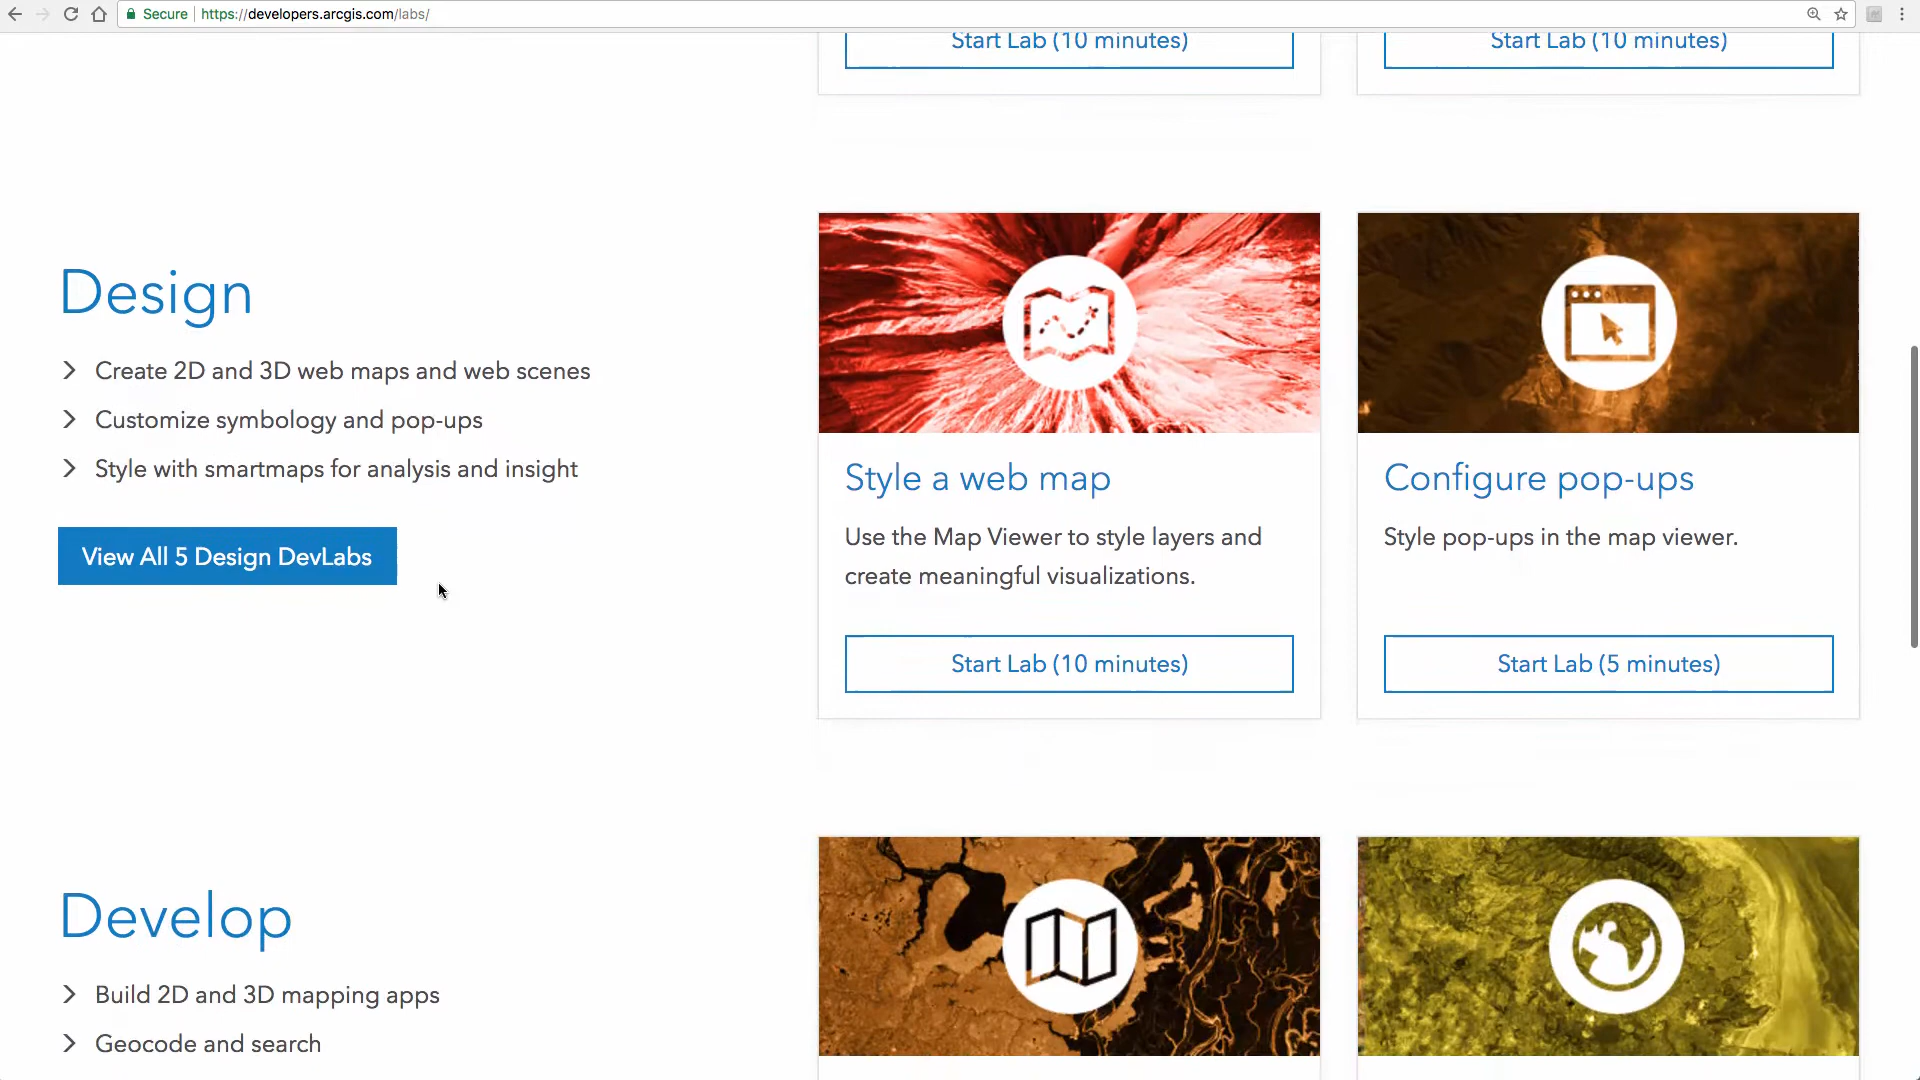 Secure
https://developers.arcgis.com/labs/
Start Lab (10 minutes)
Start Lab (10 minutes)
Design
Create 2D and 3D web maps and web scenes
Customize symbology and pop-ups
Style with smartmaps for analysis and insight
View All 5 Design DevLabs
Style a web map
Use the Map Viewer to style layers and
create meaningful visualizations.
Start Lab (10 minutes)
Configure pop-ups
Style pop-ups in the map viewer.
Start Lab (5 minutes)
Develop
Build 2D and 3D mapping apps
Geocode and search